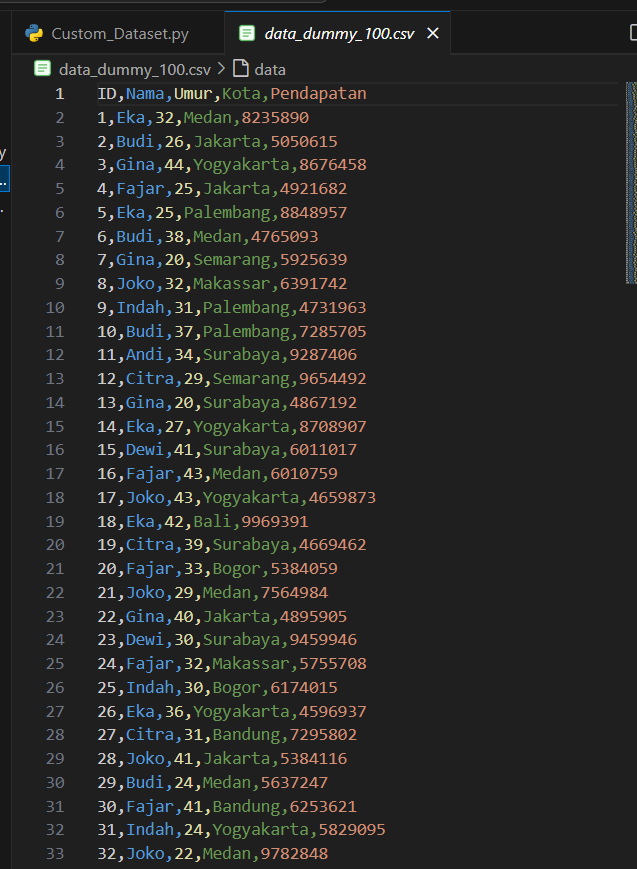 Custom_Dataset.py data_dummy_100.csv
data_dummy_100.csv > data
1 ID,Nama,Umur,Kota,Pendapatan
2 1,Eka,32,Medan,8235890
3 2,Budi,26,Jakarta,5050615
4 3,Gina,44,Yogyakarta,8676458
5 4,Fajar,25,Jakarta,4921682
6 5,Eka,25,Palembang,8848957
7 6,Budi,38,Medan,4765093
8 7,Gina,20,Semarang,5925639
9 8,Joko,32,Makassar,6391742
10 9,Indah,31,Palembang,4731963
11 10,Budi,37,Palembang,7285705
12 11,Andi,34,Surabaya,9287406
13 12,Citra,29,Semarang,9654492
14 13,Gina,20,Surabaya,4867192
15 14,Eka,27,Yogyakarta,8708907
16 15,Dewi,41,Surabaya,6011017
17 16,Fajar,43,Medan,6010759
18 17,Joko,43,Yogyakarta,4659873
19 18,Eka,42,Bali,9969391
20 19,Citra,39,Surabaya,4669462
21 20,Fajar,33,Bogor,5384059
22 21,Joko,29,Medan,7564984
23 22,Gina,40,Jakarta,4895905
24 23,Dewi,30,Surabaya,9459946
25 24,Fajar,32,Makassar,5755708
26 25,Indah,30,Bogor,6174015
27 26,Eka,36,Yogyakarta,4596937
28 27,Citra,31,Bandung,7295802
29 28,Joko,41,Jakarta,5384116
30 29,Budi,24,Medan,5637247
31 30,Fajar,41,Bandung,6253621
32 31,Indah,24,Yogyakarta,5829095
33 32,Joko,22,Medan,9782848